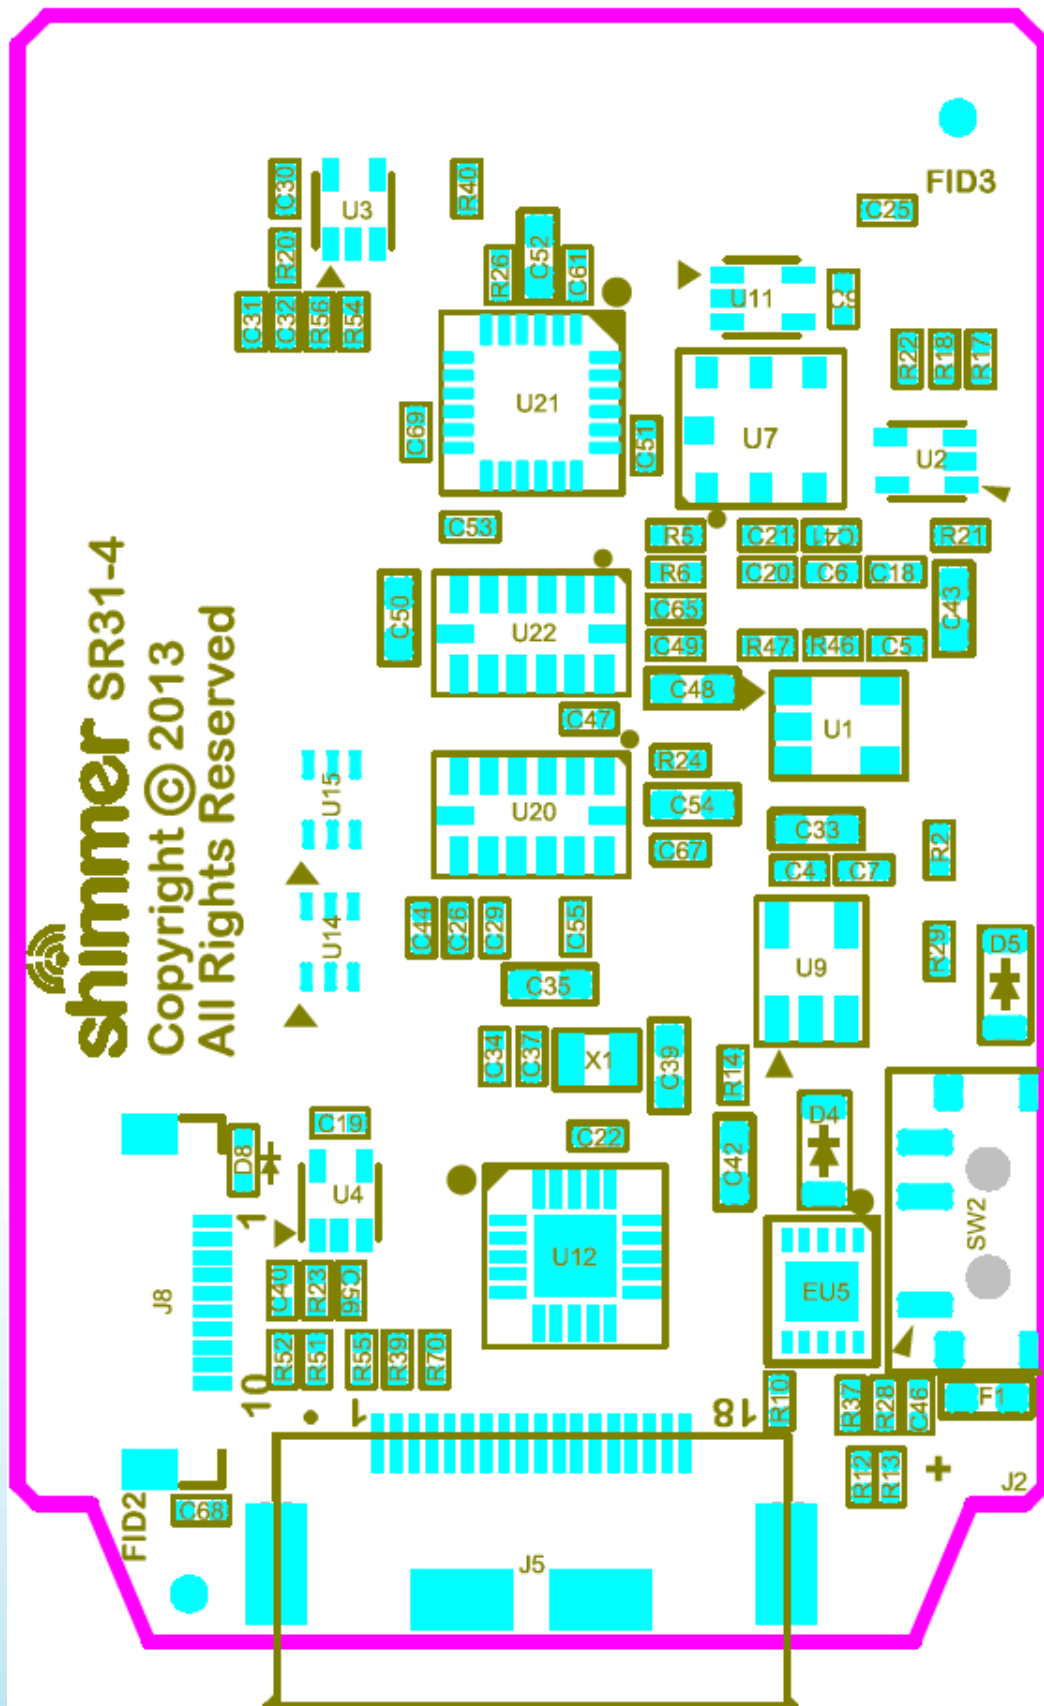 FID3
C30
U3
R40
C25
R20
R26
C52
C61
U11
C9
C31
C32
R56
R54
R22
R18
R17
U21
C69
C51
U7
U2
C53
R5
C21
C41
R21
R6
C20
C6
C18
C50
U22
C65
C43
C49
R47
R46
C5
C48
C47
U1
shimmer SR31-4
Copyright © 2013
All Rights Reserved
U15
R24
U20
C54
C33
C67
C4
C7
R2
U14
C44
C26
C29
C55
R29
D5
C35
U9
C34
C37
X1
C39
R14
C19
D8
C22
C42
D4
U4
1
U12
SW2
EU5
J8
C40
R23
C56
R52
R51
R55
R39
R70
10
1
18
R10
R37
R28
C46
F1
R12
R13
+
J2
C68
FID2
J5